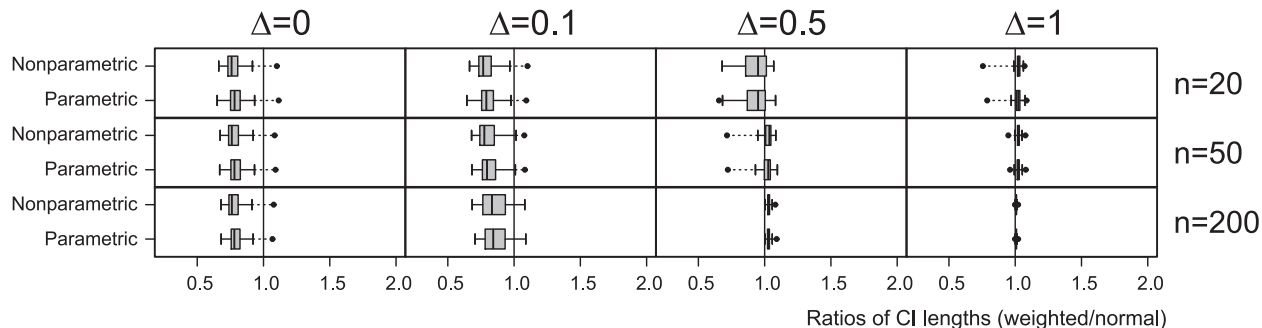 Δ=0 Δ=0.1 Δ=0.5 Δ=1
Nonparametric
Parametric
n=20
Nonparametric
Parametric
n=50
Nonparametric
Parametric
n=200
0.5 1.0 1.5 2.0 0.5 1.0 1.5 2.0 0.5 1.0 1.5 2.0 0.5 1.0 1.5 2.0
Ratios of CI lengths (weighted/normal)